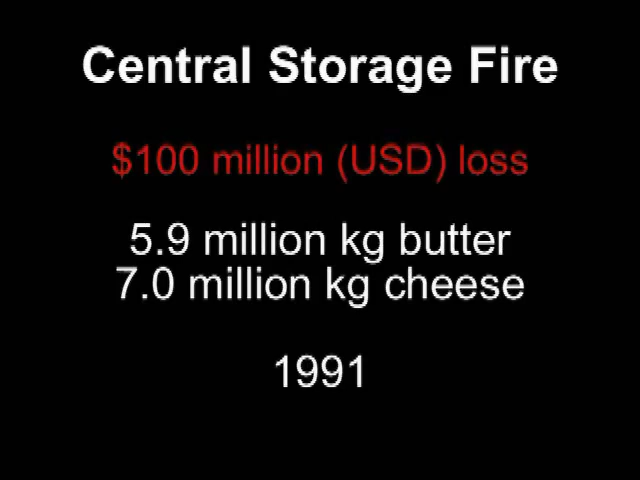 Central Storage Fire
$100 million (USD) loss
5.9 million kg butter
7.0 million kg cheese
1991